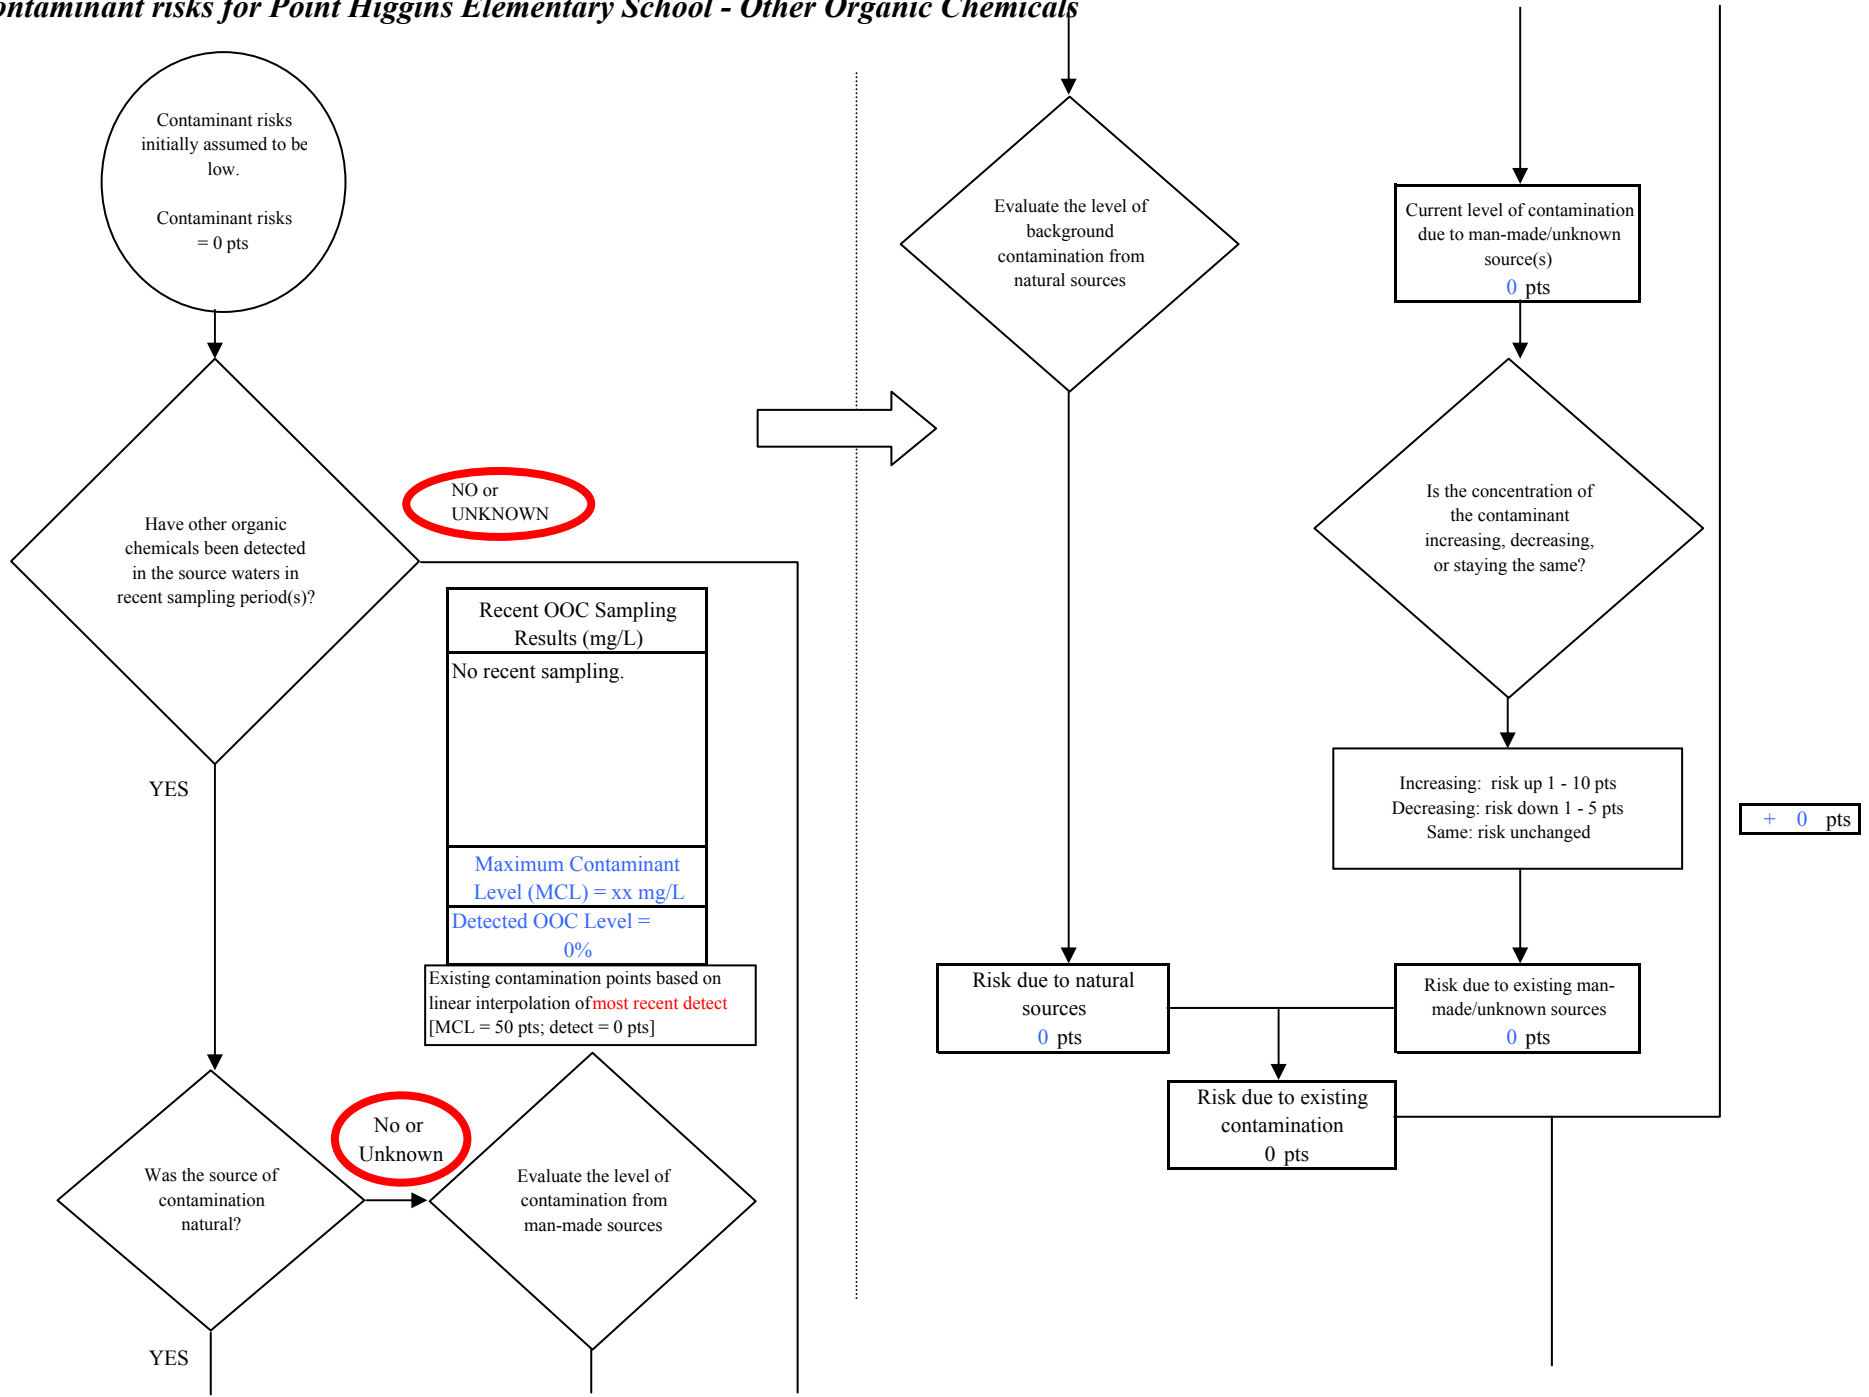 ontaminant risks for Point Higgins Elementary School - Other Organic Chemicals
Contaminant risks
initially assumed to be
low.
Contaminant risks
= 0 pts
Have other organic
chemicals been detected
in the source waters in
recent sampling period(s)?
NO or
UNKNOWN
YES
Recent OOC Sampling
Results (mg/L)
No recent sampling.
Maximum Contaminant
Level (MCL) = xx mg/L
Detected OOC Level =
0%
Existing contamination points based on
linear interpolation of most recent detect
[MCL = 50 pts; detect = 0 pts]
Was the source of
contamination
natural?
No or
Unknown
YES
Evaluate the level of
contamination from
man-made sources
Evaluate the level of
background
contamination from
natural sources
Current level of contamination
due to man-made/unknown
source(s)
0 pts
Is the concentration of
the contaminant
increasing, decreasing,
or staying the same?
Increasing: risk up 1 - 10 pts
Decreasing: risk down 1 - 5 pts
Same: risk unchanged
+ 0 pts
Risk due to natural
sources
0 pts
Risk due to existing man-
made/unknown sources
0 pts
Risk due to existing
contamination
0 pts